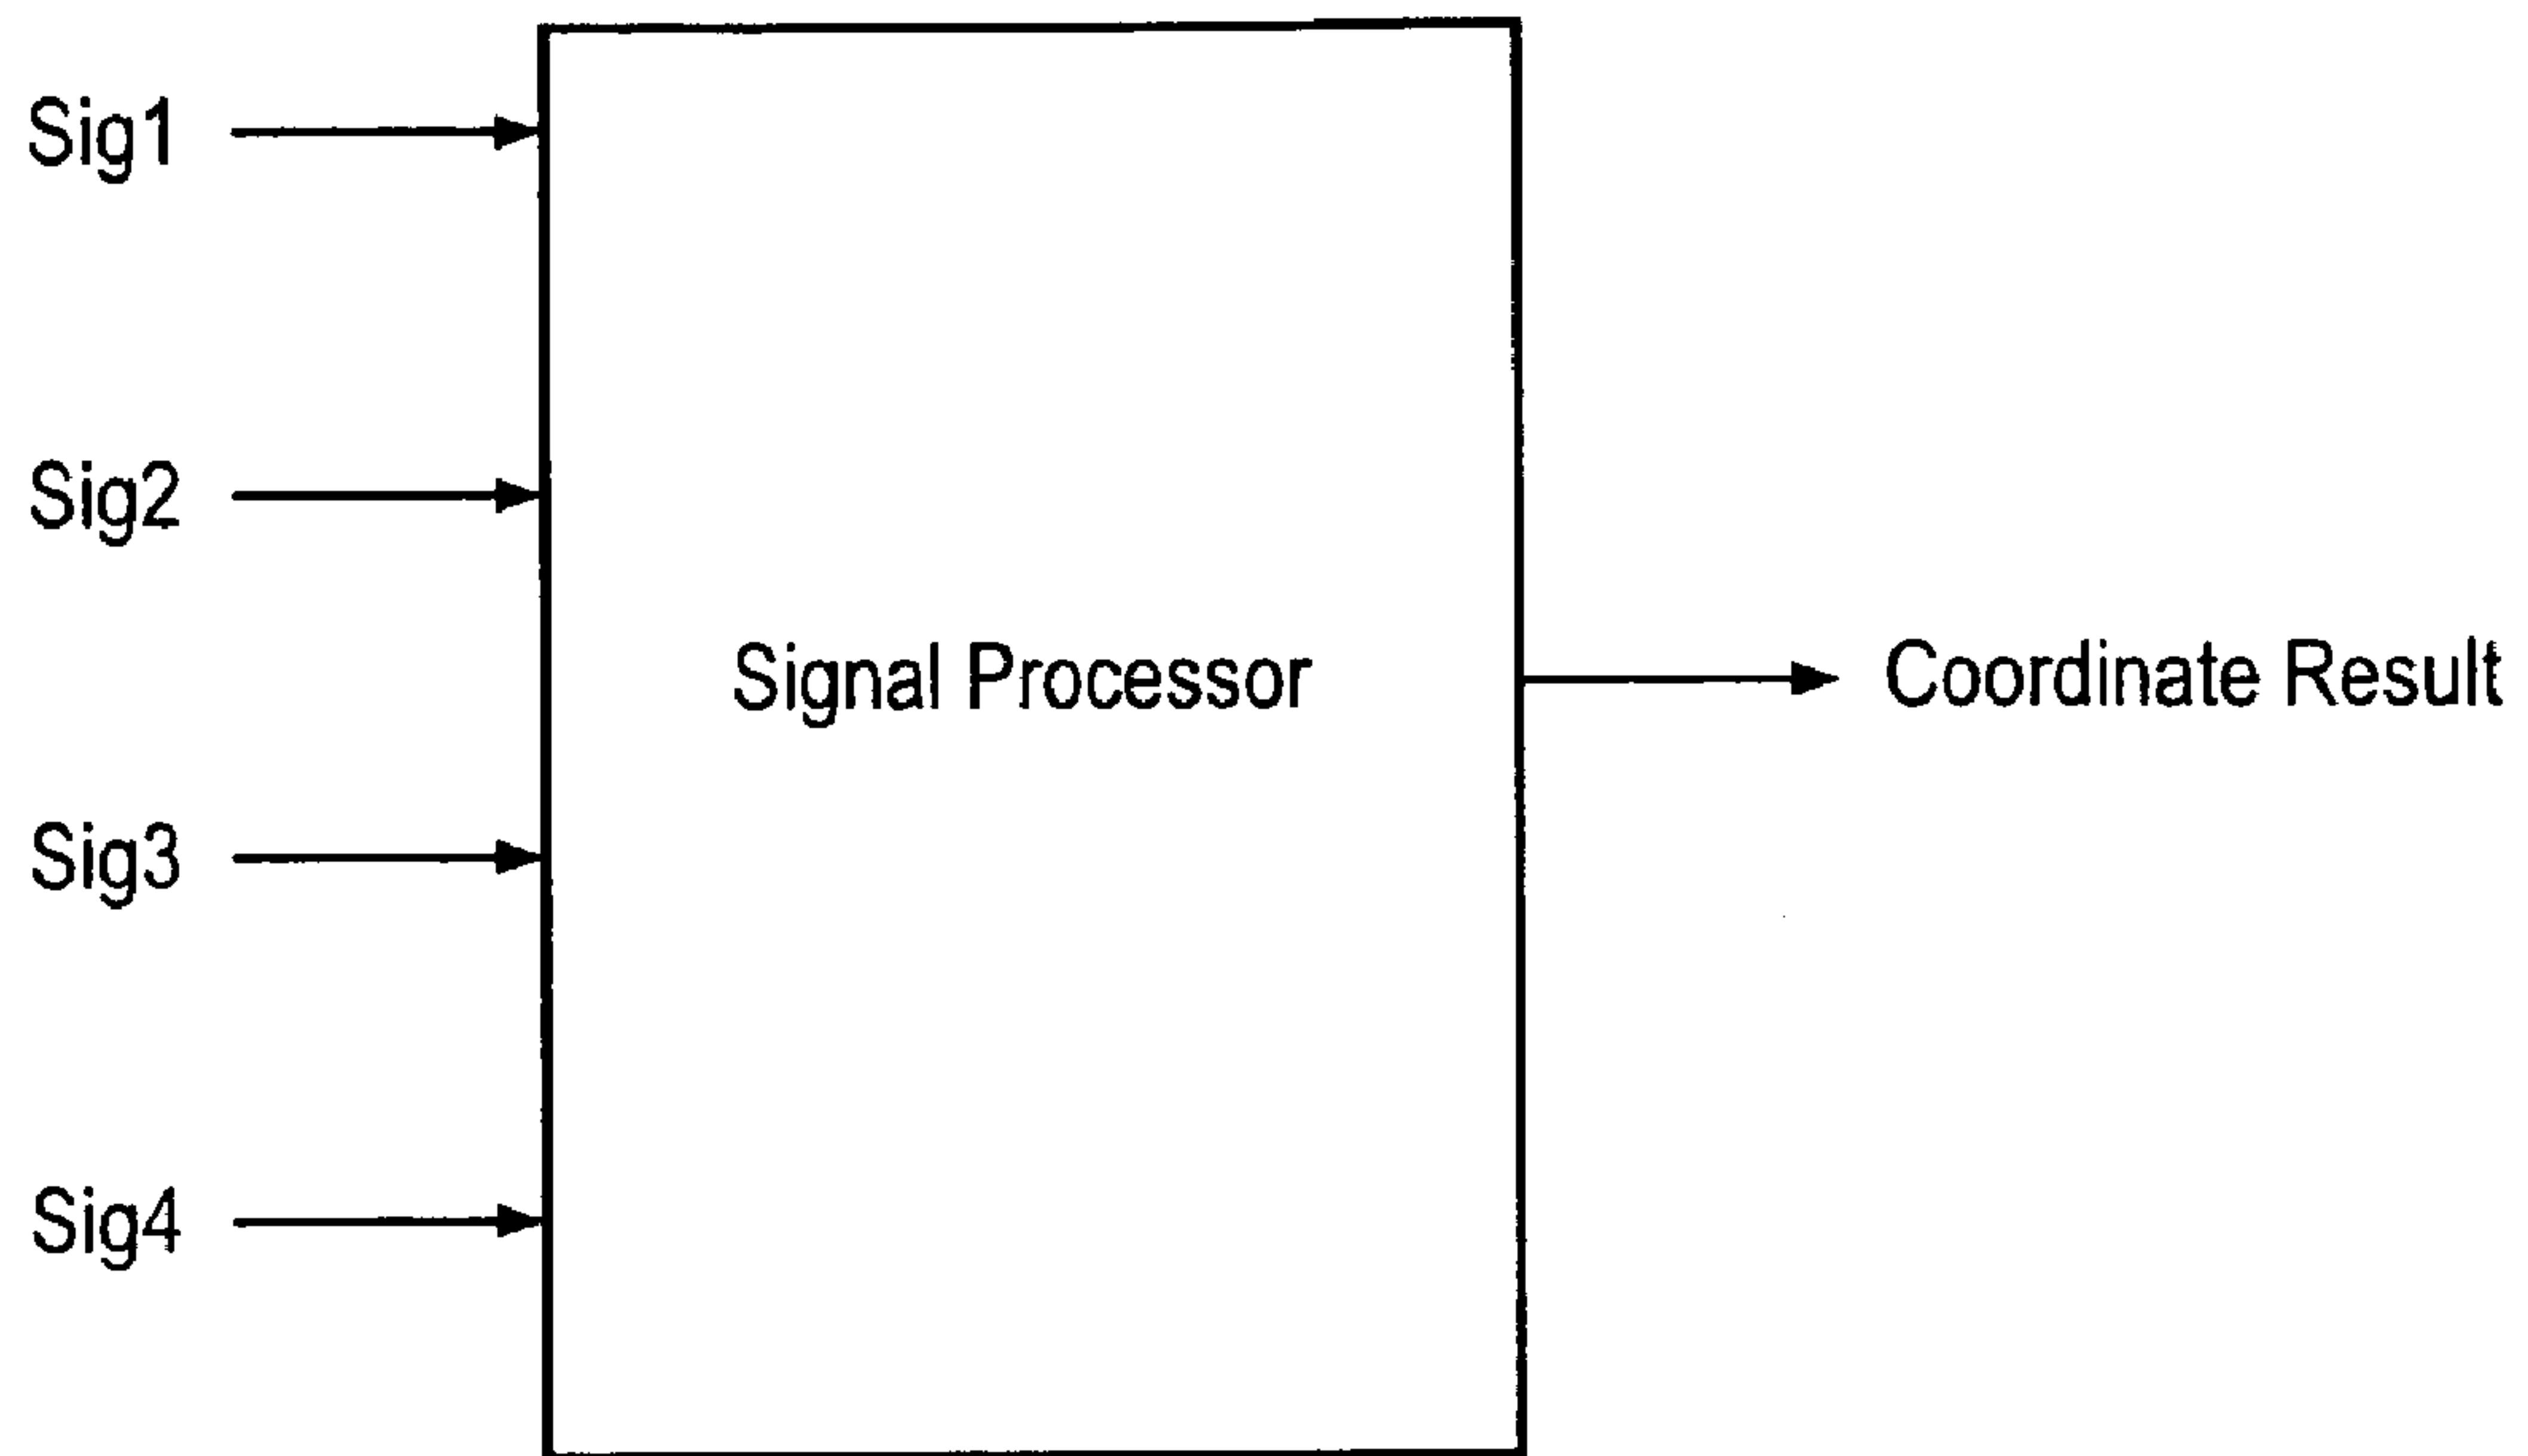 Sig1
Sig2
Signal Processor
Coordinate Result
Sig3
Sig4